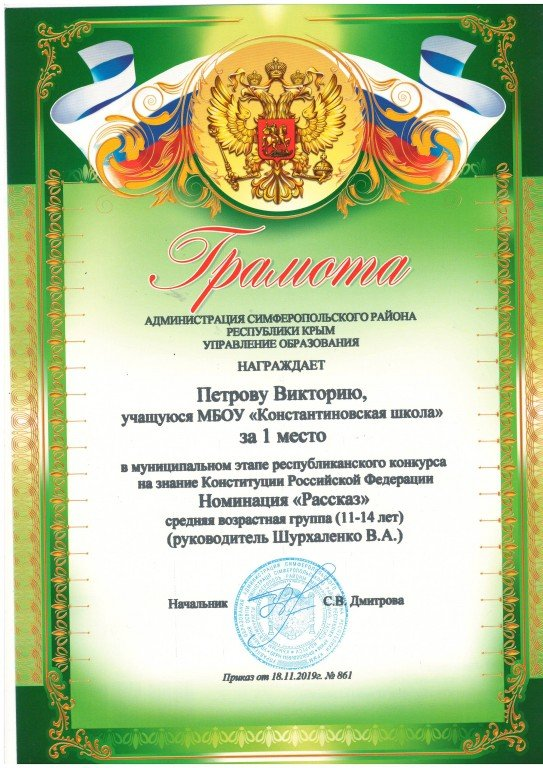 Грамота
АДМИНИСТРАЦИЯ СИМФЕРОПОЛЬСКОГО РАЙОНА
РЕСПУБЛИКИ КРЫМ
УПРАВЛЕНИЕ ОБРАЗОВАНИЯ
НАГРАЖДАЕТ
Петрову Викторию,
учащуюся МБОУ «Константиновская школа»
за 1 место
в муниципальном этапе республиканского конкурса
на знание Конституции Российской Федерации
Номинация «Рассказ»
средняя возрастная группа (11-14 лет)
(руководитель Шурхаленко В.А.)
Начальник С.В. Дмитрова
Приказ от 18.11.2019г. № 861